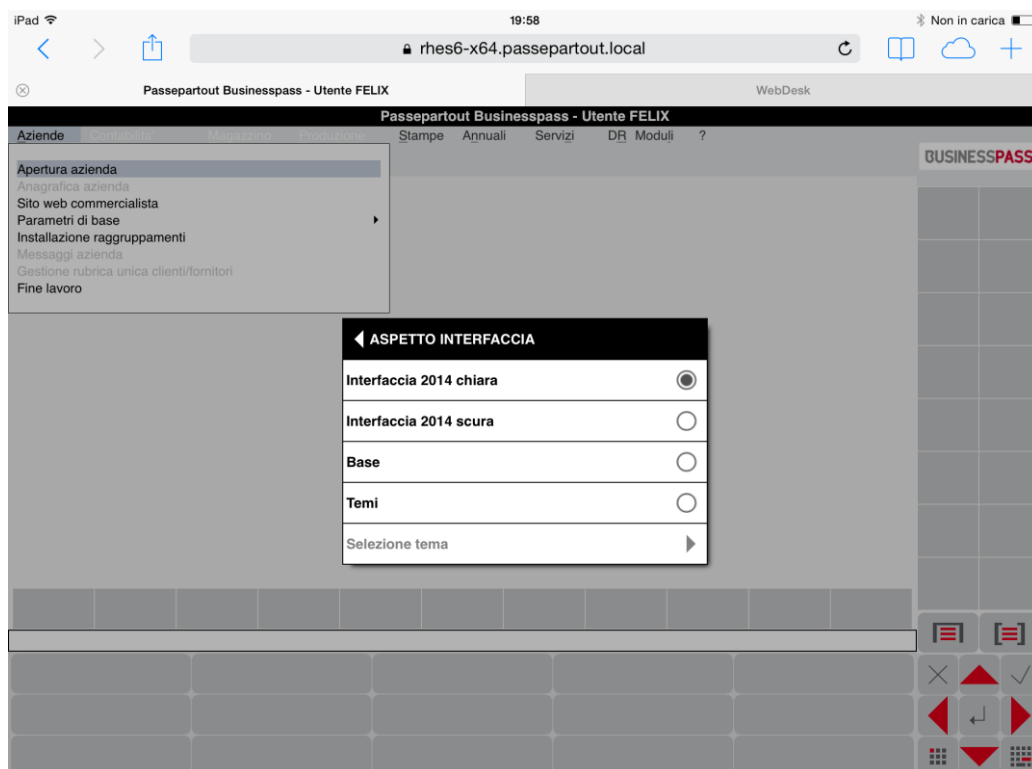 iPad 19:58 Non in carica
rhes6-x64.passepartout.local
Passepartout Businesspass - Utente FELIX WebDesk
Passepartout Businesspass - Utente FELIX
Aziende Contabilita' Magazzino Produzione Stampe Annuali Servizi DR Moduli ?
BUSINESSPASS
Apertura azienda
Anagrafica azienda
Sito web commercialista
Parametri di base
Installazione raggruppamenti
Messaggi azienda
Gestione rubrica unica clienti/fornitori
Fine lavoro
ASPETTO INTERFACCIA
Interfaccia 2014 chiara
Interfaccia 2014 scura
Base
Temi
Selezione tema